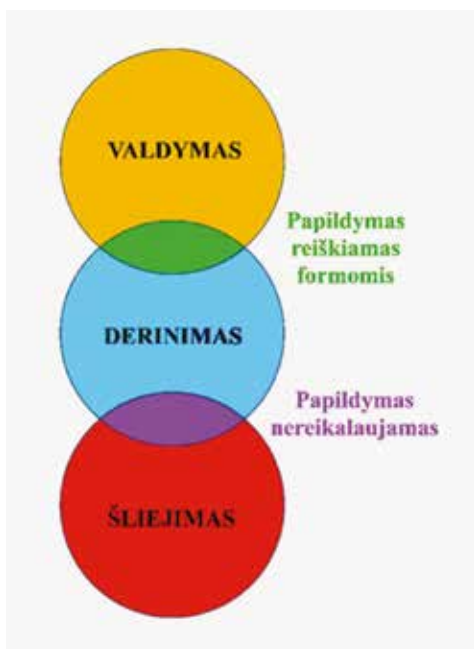 VALDYMAS
Papildymas
reiškiamas
formomis
DERINIMAS
Papildymas
nereikalaujamas
ŠLIEJIMAS